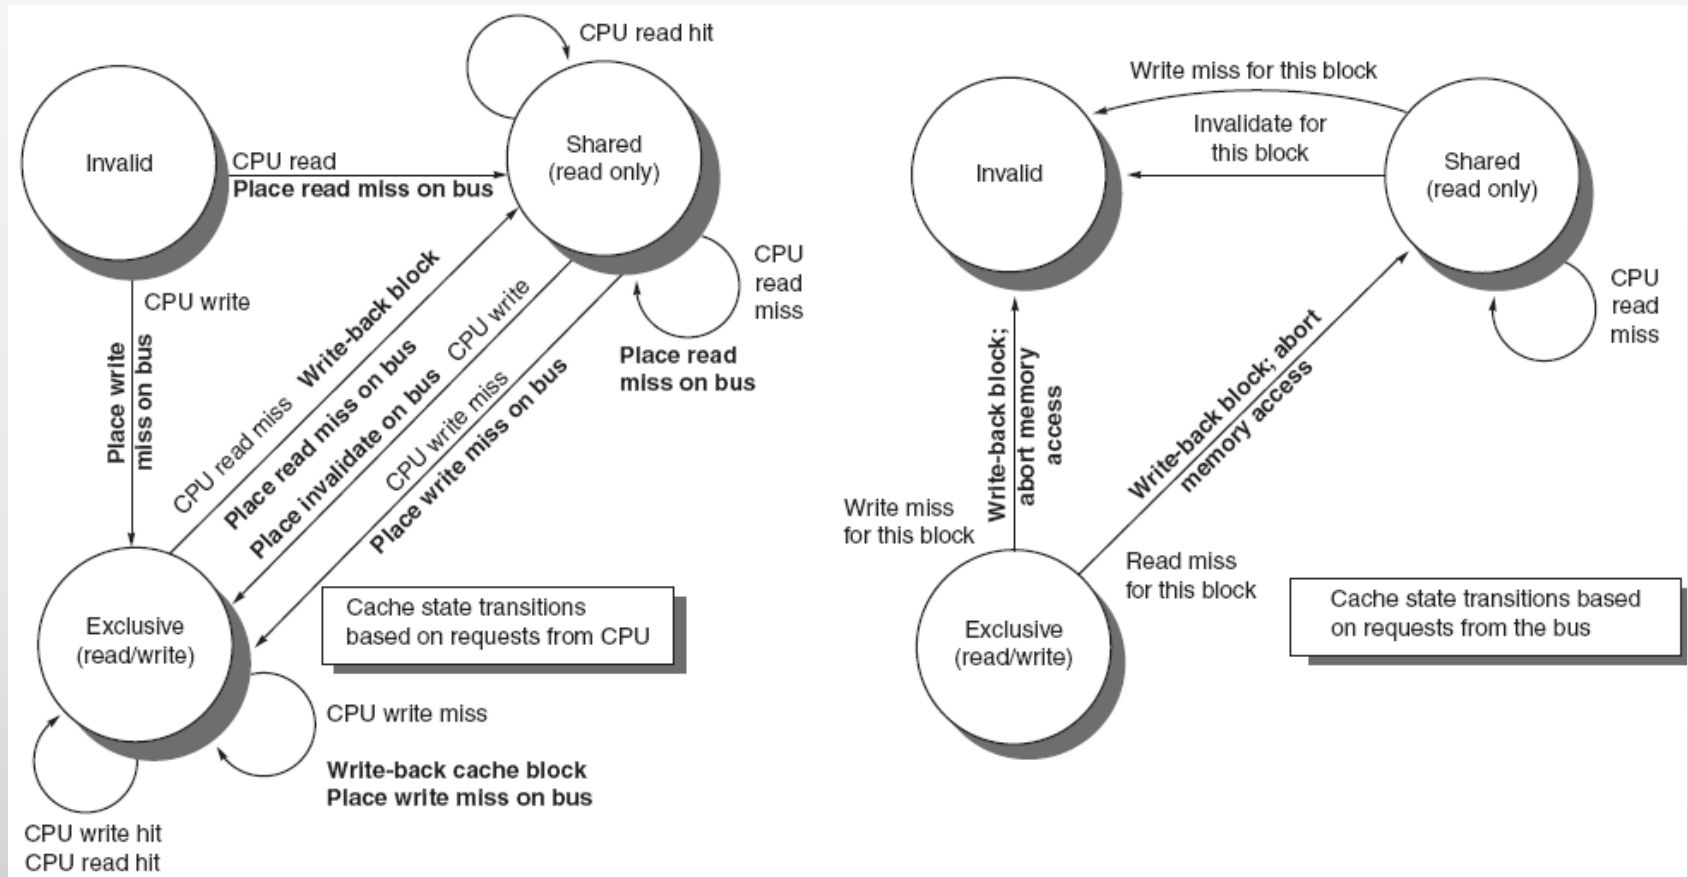 CPU read hit
Invalid
Shared
(read only)
CPU read
Place read miss on bus
CPU write
Place write
miss on bus
CPU read miss
Write-back block
Place read miss on bus
Place invalidate on bus
CPU write
CPU write miss
Place write miss on bus
CPU
read
miss
Place read
miss on bus
Exclusive
(read/write)
Cache state transitions
based on requests from CPU
CPU write miss
Write-back cache block
Place write miss on bus
CPU write hit
CPU read hit
Write miss for this block
Invalidate for
this block
Invalid
Shared
(read only)
CPU
read
miss
Write-back block;
abort memory
access
Write-back block; abort
memory access
Write miss
for this block
Read miss
for this block
Exclusive
(read/write)
Cache state transitions based
on requests from the bus